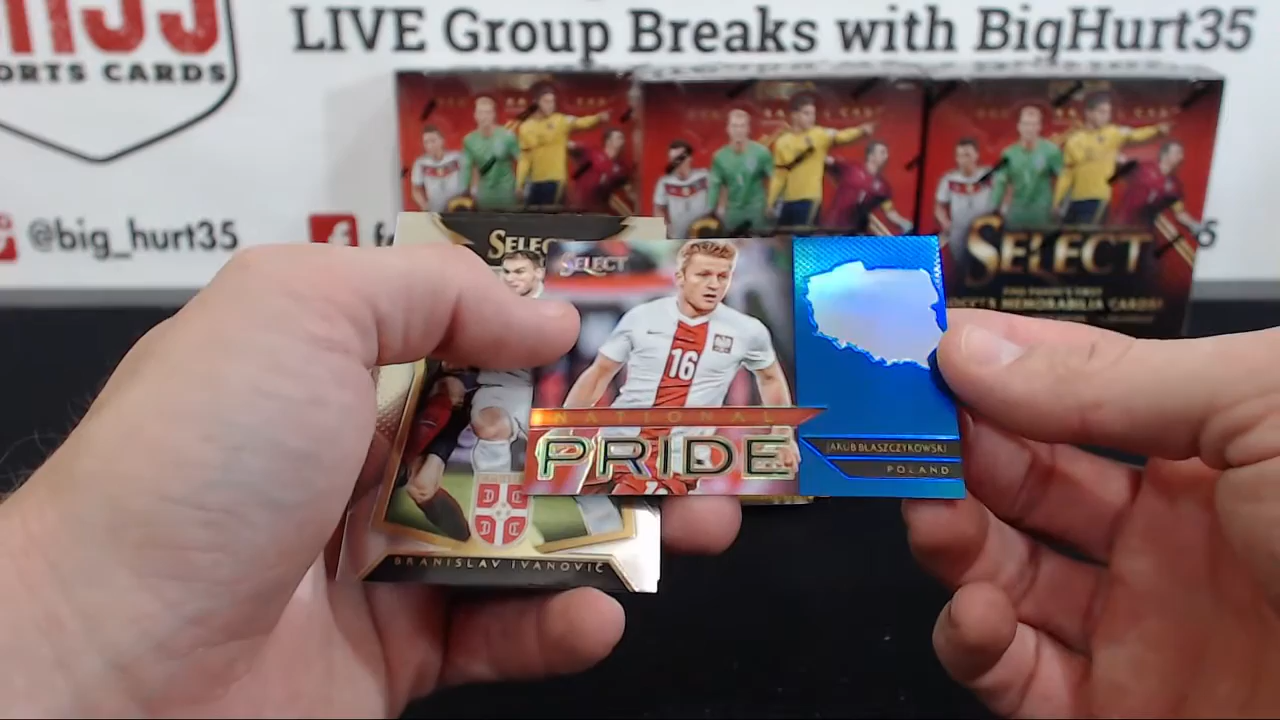 LIVE Group Breaks with BigHurt35
ORTS CARDS
@big_hurt35
SELECT
SELECT
SELECT
16
NATIONAL
PRIDE
JAKUB BLASZCZYKOWSKI
POLAND
BRANISLAV IVANOVIĆ